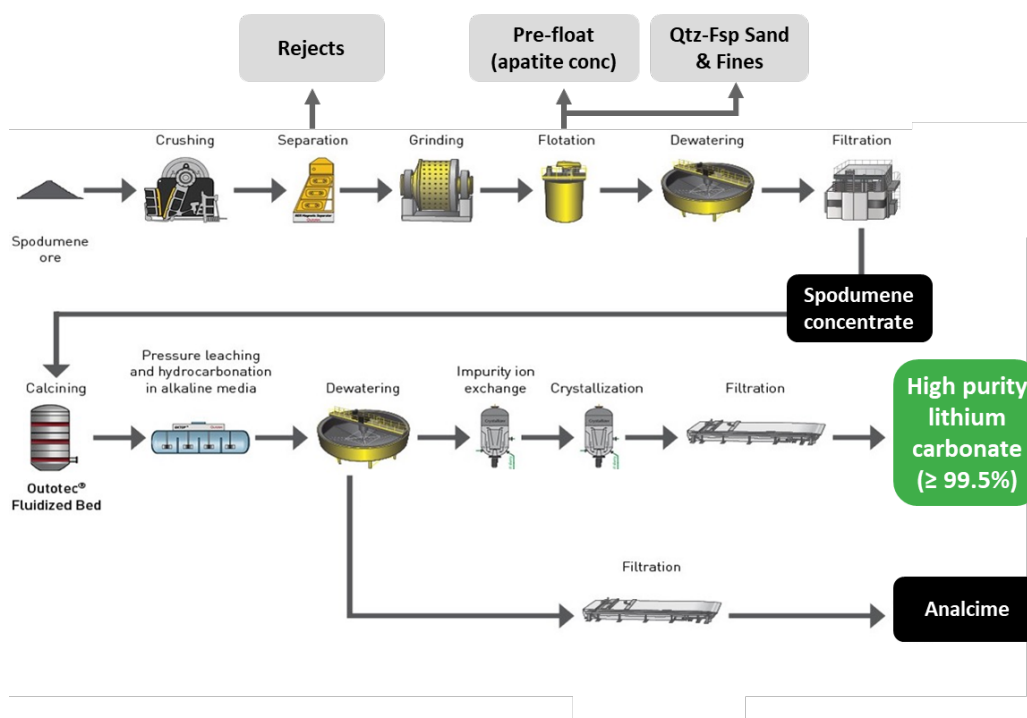 Rejects
Pre-float
(apatite conc)
Qtz-Fsp Sand
& Fines
Crushing
Separation
Grinding
Flotation
Dewatering
Filtration
Spodumene
ore
Spodumene
concentrate
Calcining
Pressure leaching
and hydrocarbonation
in alkaline media
Dewatering
Impurity ion
exchange
Crystallization
Filtration
High purity
lithium
carbonate
(≥ 99.5%)
Outotec®
Fluidized Bed
Filtration
Analcime